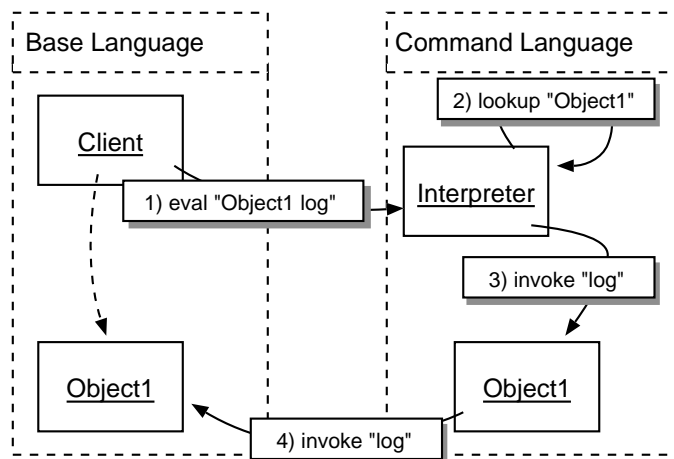 Base Language
Command Language
2) lookup "Object1"
Client
1) eval "Object1 log"
Interpreter
3) invoke "log"
Object1
Object1
4) invoke "log"